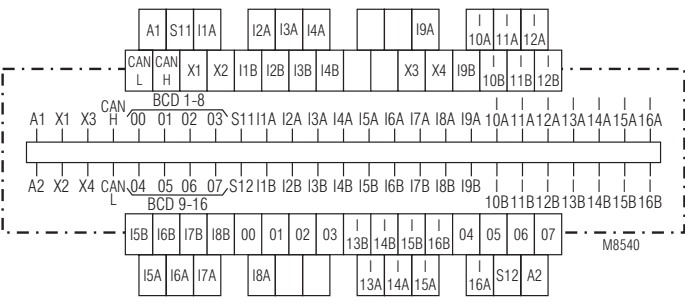 A1 S11 I1A I2A I3A I4A I9A I 10A I 11A I 12A
CAN L CAN H X1 X2 I1B I2B I3B I4B X3 X4 I9B I 10B I 11B I 12B
BCD 1-8
A1 X1 X3 CAN H 00 01 02 03 S11 I1A I2A I3A I4A I5A I6A I7A I8A I9A I 10A I 11A I 12A I 13A I 14A I 15A I 16A
A2 X2 X4 CAN L 04 05 06 07 S12 I1B I2B I3B I4B I5B I6B I7B I8B I9B I 10B I 11B I 12B I 13B I 14B I 15B I 16B
BCD 9-16
I5B I6B I7B I8B 00 01 02 03 I 13B I 14B I 15B I 16B 04 05 06 07
M8540
I5A I6A I7A I8A I 13A I 14A I 15A I 16A S12 A2